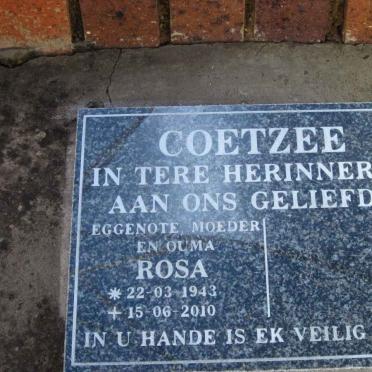 COETZEE
IN TERE HERINNER
AAN ONS GELIEFD
EGGENOTE, MOEDER
EN OUMA
ROSA
* 22-03-1943
+ 15-06-2010
IN U HANDE IS EK VEILIG